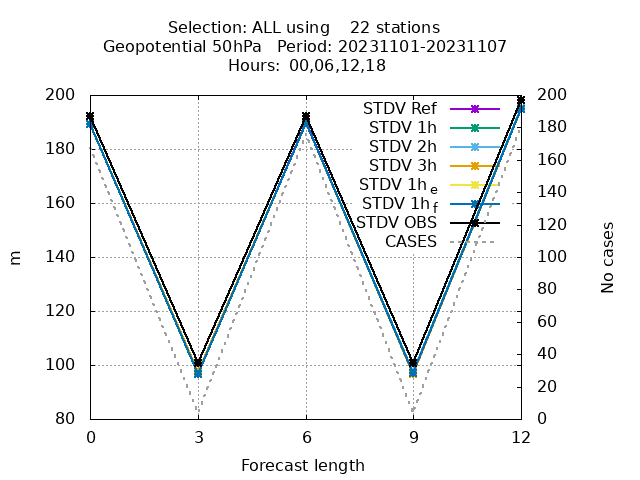 Selection: ALL using    22 stations
Geopotential 50hPa   Period: 20231101-20231107
Hours:  00,06,12,18
200
180
160
140
120
100
80
m
STDV Ref
STDV 1h
STDV 2h
STDV 3h
STDV 1h e
STDV 1h f
STDV OBS
CASES
200
180
160
140
120
100
80
60
40
20
0
No cases
0 3 6 9 12
Forecast length